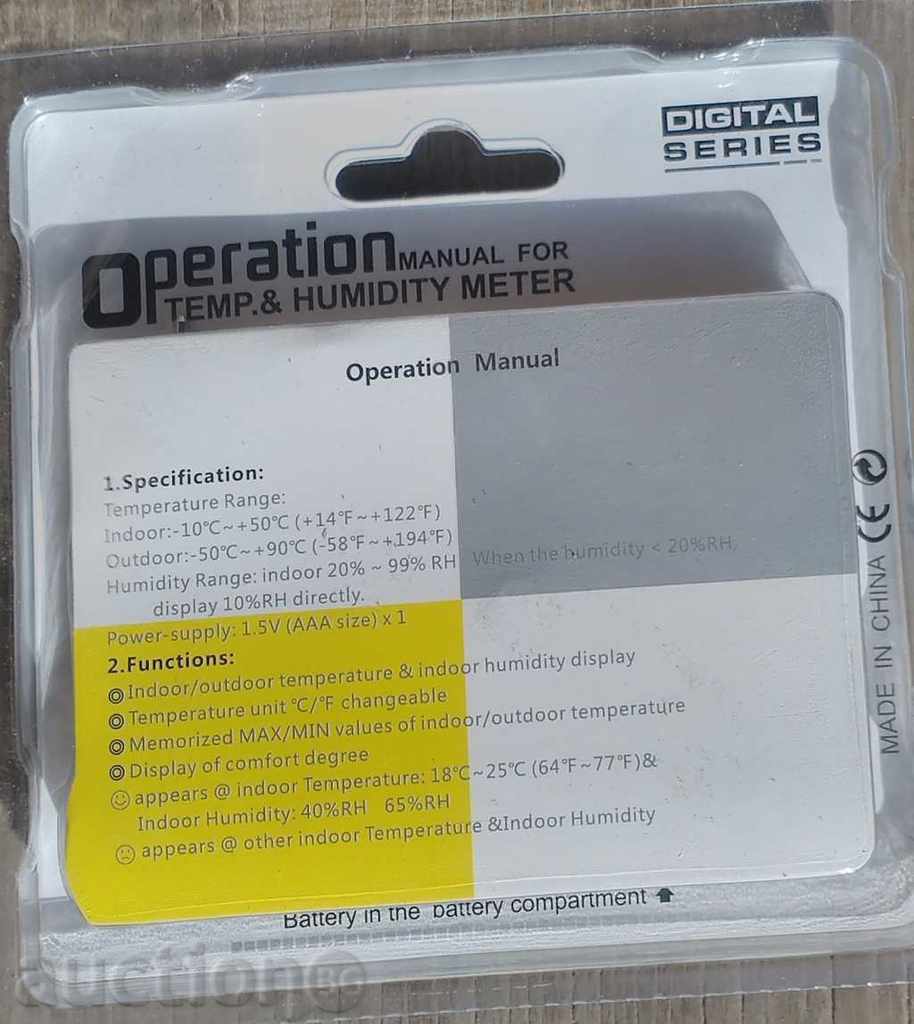 DIGITAL
SERIES
Operation MANUAL FOR
TEMP.& HUMIDITY METER
Operation Manual
1.Specification:
Temperature Range:
Indoor:-10℃~+50℃ (+14℉~+122℉)
Outdoor:-50℃~+90℃ (-58℉~+194℉)
Humidity Range: indoor 20% ~ 99% RH When the humidity < 20%RH,
display 10%RH directly.
Power-supply: 1.5V (AAA size) x 1
2.Functions:
◎Indoor/outdoor temperature & indoor humidity display
◎Temperature unit ℃/℉ changeable
◎Memorized MAX/MIN values of indoor/outdoor temperature
◎Display of comfort degree
☺appears @ indoor Temperature: 18℃~25℃ (64℉~77℉)&
Indoor Humidity: 40%RH 65%RH
☹ appears @ other indoor Temperature &Indoor Humidity
Battery in the battery compartment
MADE IN CHINA CE
auction BG